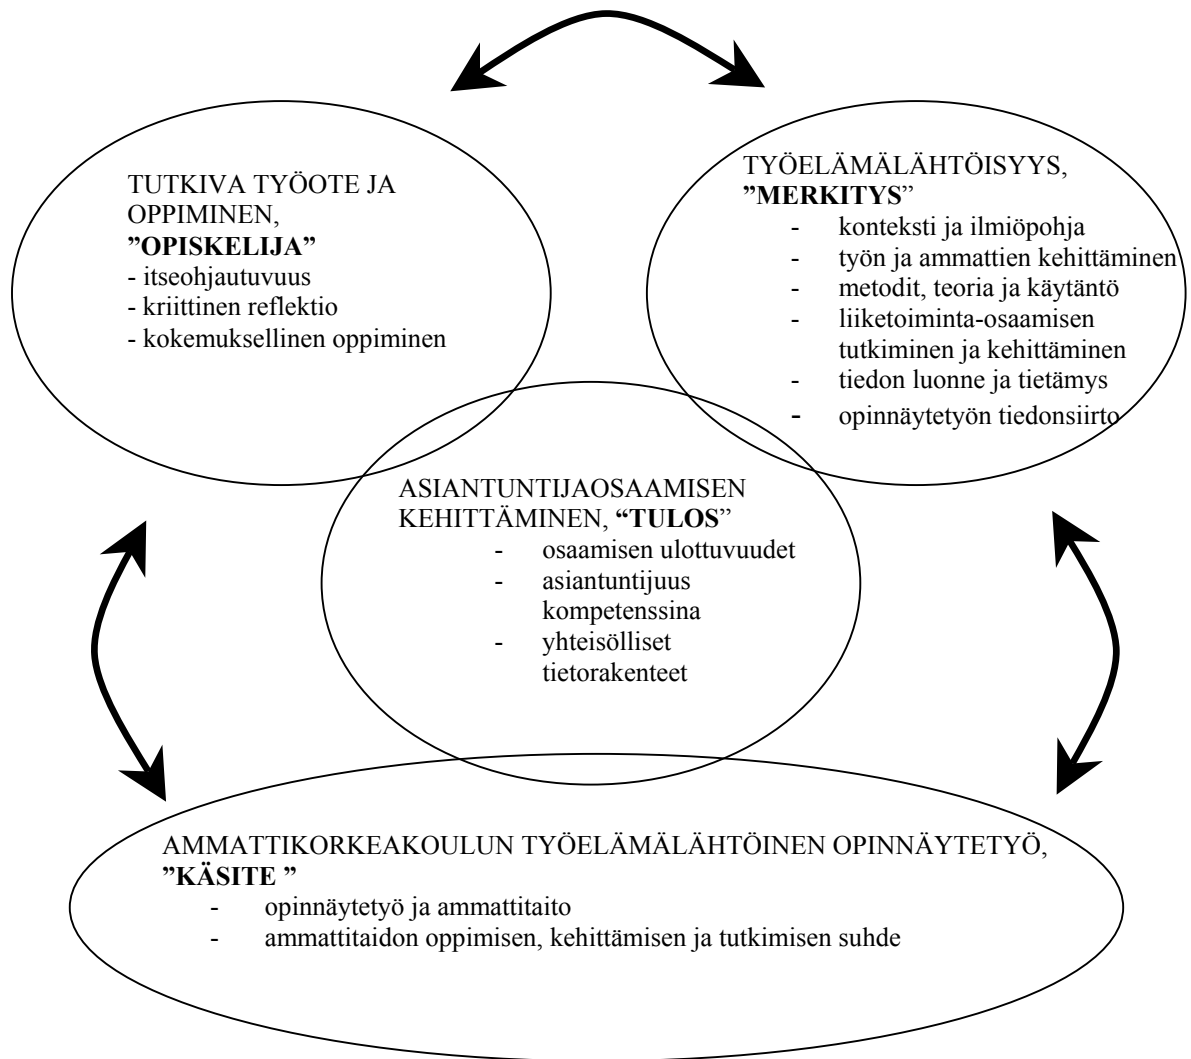 TUTKIVA TYÖOTE JA
OPPIMINEN,
”OPISKELIJA”
- itseohjautuvuus
- kriittinen reflektio
- kokemuksellinen oppiminen
TYÖELÄMÄLÄHTÖISYYS,
”MERKITYS”
- konteksti ja ilmiöpohja
- työn ja ammattien kehittäminen
- metodit, teoria ja käytäntö
- liiketoiminta-osaamisen
tutkiminen ja kehittäminen
- tiedon luonne ja tietämys
- opinnäytetyön tiedonsiirto
ASIANTUNTIJAOSAAMISEN
KEHITTÄMINEN, “TULOS”
- osaamisen ulottuvuudet
- asiantuntijuus
kompetenssina
- yhteisölliset
tietorakenteet
AMMATTIKORKEAKOULUN TYÖELÄMÄLÄHTÖINEN OPINNÄYTETYÖ,
”KÄSITE ”
- opinnäytetyö ja ammattitaito
- ammattitaidon oppimisen, kehittämisen ja tutkimisen suhde